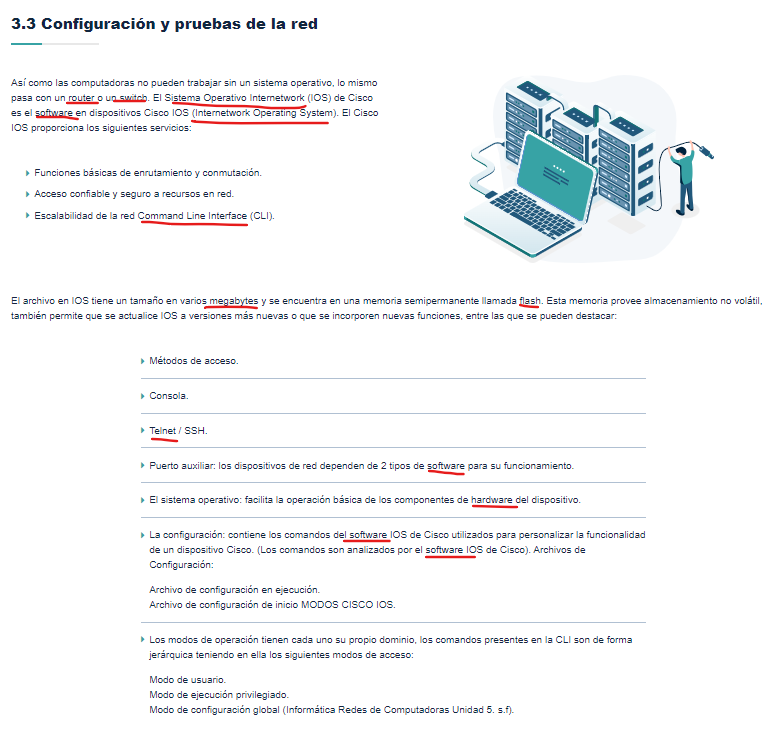 3.3 Configuración y pruebas de la red
Así como las computadoras no pueden trabajar sin un sistema operativo, lo mismo
pasa con un router o un switch. El Sistema Operativo Internetwork (IOS) de Cisco
es el software en dispositivos Cisco IOS (Internetwork Operating System). El Cisco
IOS proporciona los siguientes servicios:
Funciones básicas de enrutamiento y conmutación.
Acceso confiable y seguro a recursos en red.
Escalabilidad de la red Command Line Interface (CLI).
El archivo en IOS tiene un tamaño en varios megabytes y se encuentra en una memoria semipermanente llamada flash. Esta memoria provee almacenamiento no volátil,
también permite que se actualice IOS a versiones más nuevas o que se incorporen nuevas funciones, entre las que se pueden destacar:
Métodos de acceso.
Consola.
Telnet / SSH.
Puerto auxiliar: los dispositivos de red dependen de 2 tipos de software para su funcionamiento.
El sistema operativo: facilita la operación básica de los componentes de hardware del dispositivo.
La configuración: contiene los comandos del software IOS de Cisco utilizados para personalizar la funcionalidad
de un dispositivo Cisco. (Los comandos son analizados por el software IOS de Cisco). Archivos de
Configuración:
Archivo de configuración en ejecución.
Archivo de configuración de inicio MODOS CISCO IOS.
Los modos de operación tienen cada uno su propio dominio, los comandos presentes en la CLI son de forma
jerárquica teniendo en ella los siguientes modos de acceso:
Modo de usuario.
Modo de ejecución privilegiado.
Modo de configuración global (Informática Redes de Computadoras Unidad 5. s.f).